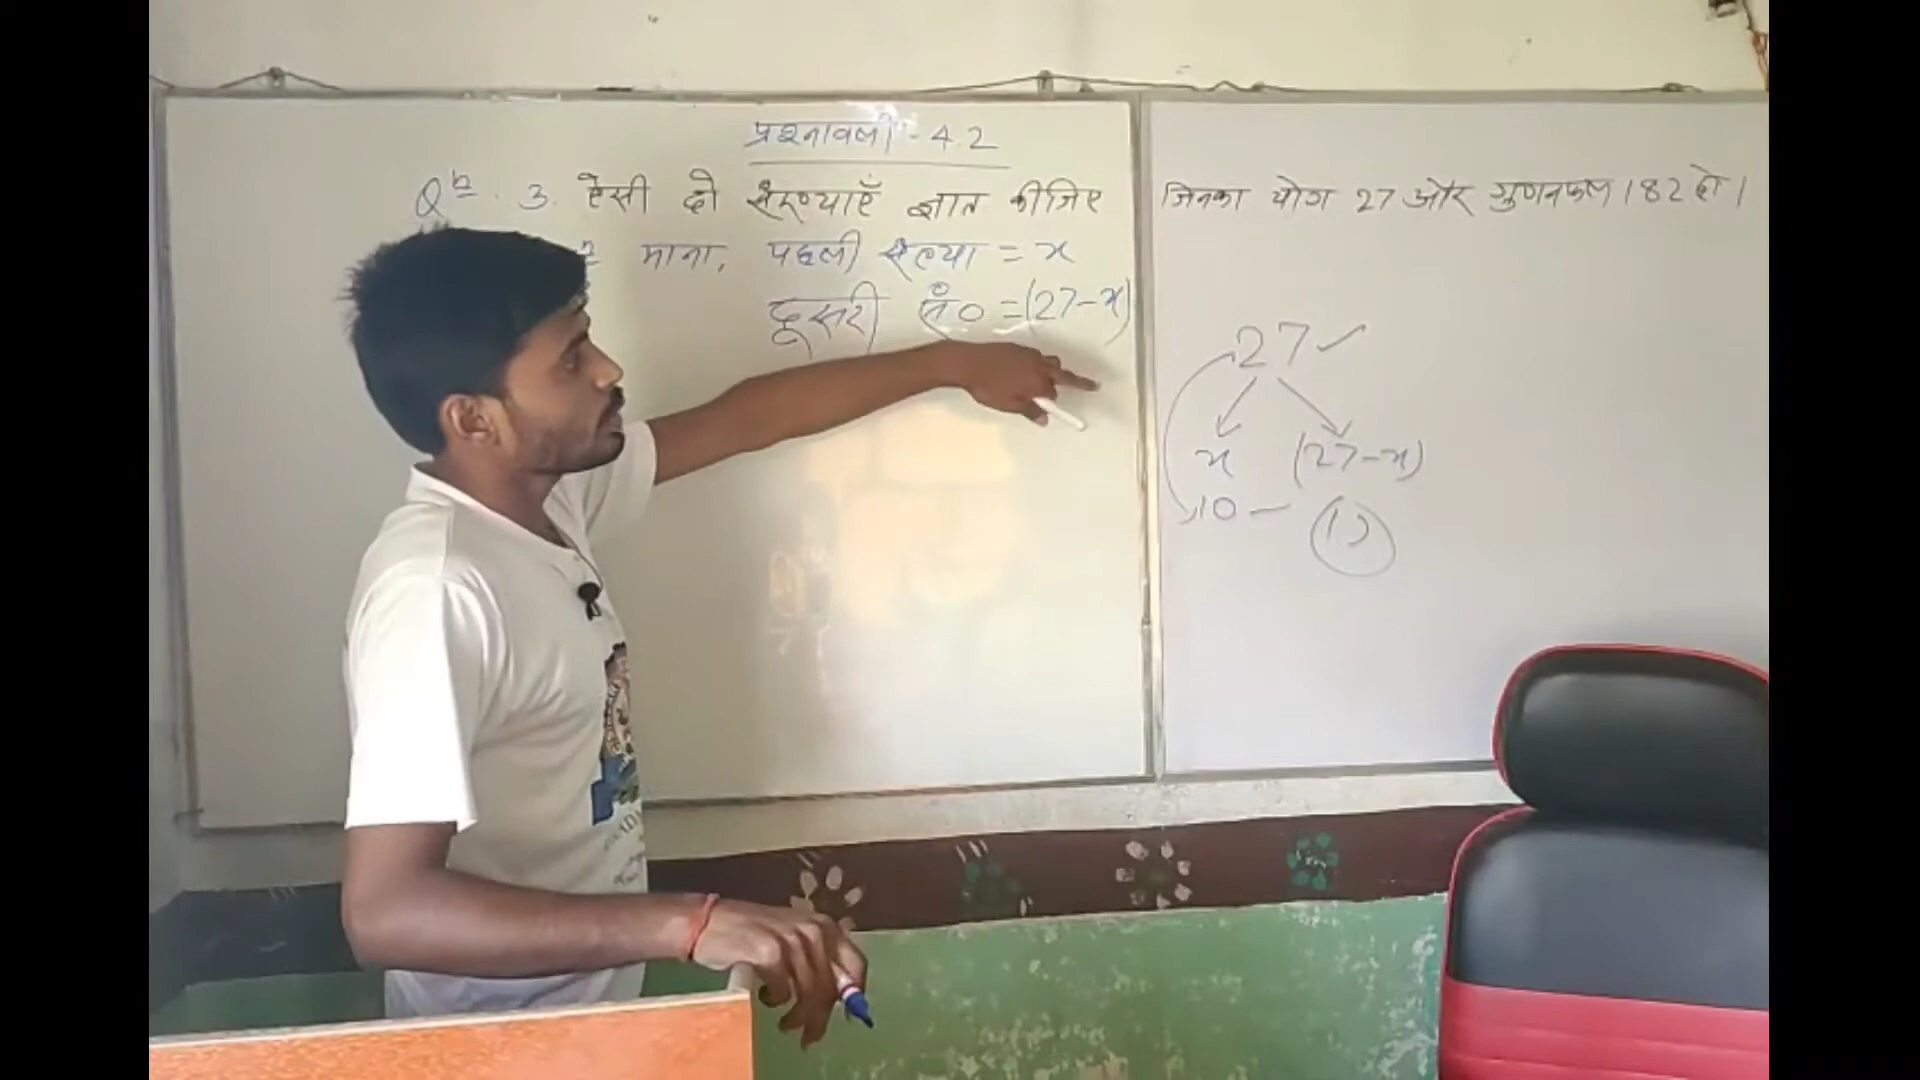 प्रश्नावली - 4.2
Qn. 3. ऐसी दो संख्याएँ ज्ञात कीजिए जिनका योग 27 और गुणनफल 182 हो।
माना, पहली संख्या = x
दूसरी सं० = (27-x)
27 ✓
x (27-x)
10 — 17